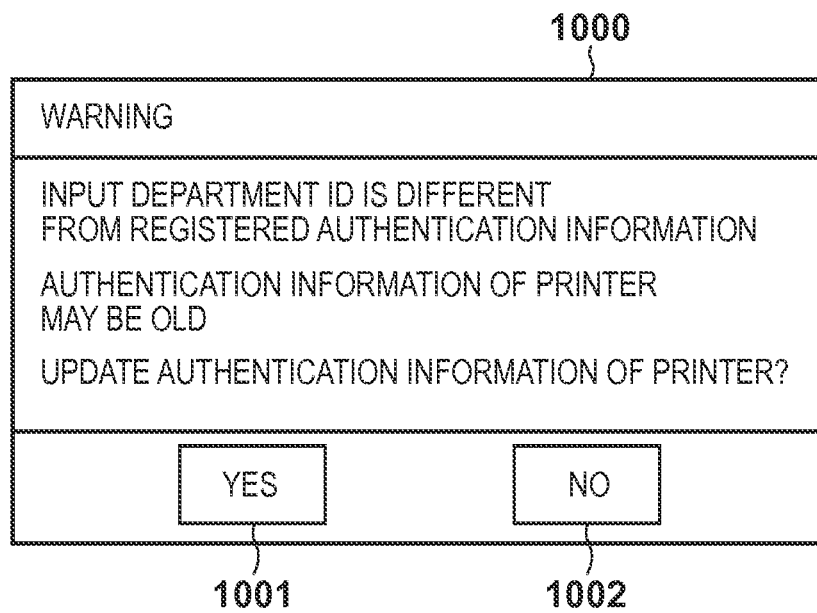 1000
WARNING
INPUT DEPARTMENT ID IS DIFFERENT
FROM REGISTERED AUTHENTICATION INFORMATION
AUTHENTICATION INFORMATION OF PRINTER
MAY BE OLD
UPDATE AUTHENTICATION INFORMATION OF PRINTER?
YES NO
1001 1002